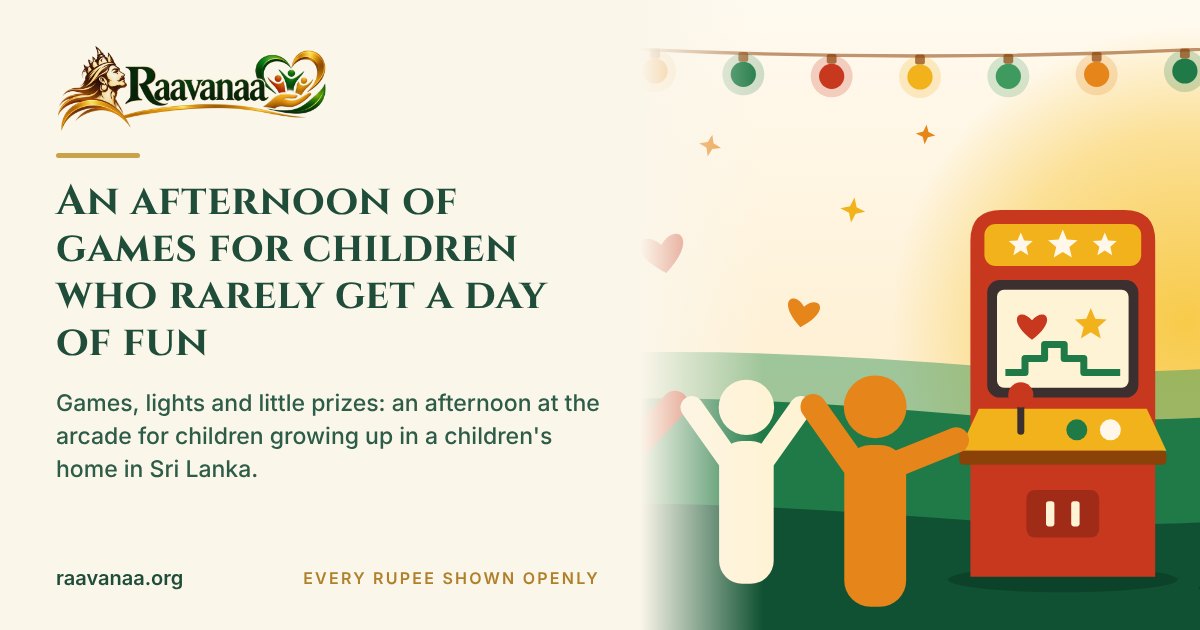 Raavanaa
An afternoon of
games for children
who rarely get a day
of fun
Games, lights and little prizes: an afternoon at the
arcade for children growing up in a children's
home in Sri Lanka.
raavanaa.org
EVERY RUPEE SHOWN OPENLY